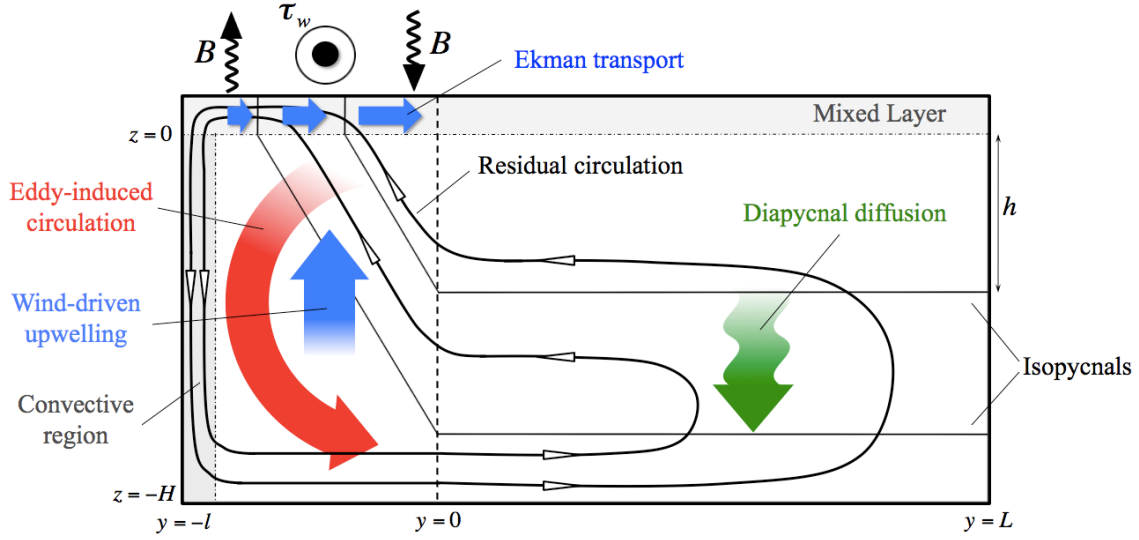 τw
B
B
Ekman transport
Mixed Layer
z=0
Residual circulation
Eddy-induced
circulation
Diapycnal diffusion
h
Wind-driven
upwelling
Isopycnals
Convective
region
z=-H
y=-l
y=0
y=L